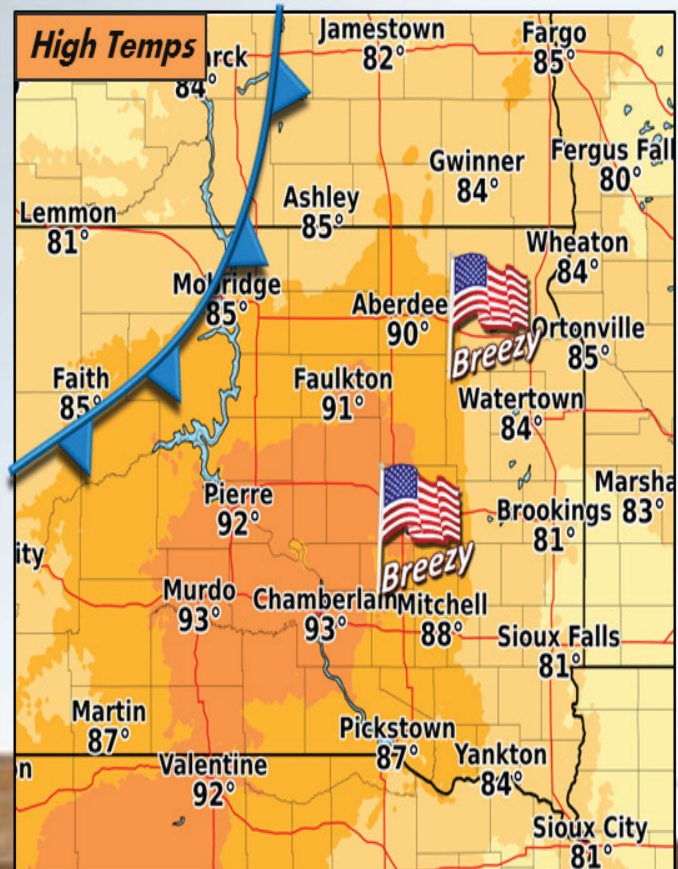 High Temps
arck
84°
Jamestown
82°
Fargo
85°
Gwinner
84°
Fergus Fall
80°
Lemmon
81°
Ashley
85°
Wheaton
84°
Mobridge
85°
Aberdee
90°
Breezy
Ortonville
85°
Faith
85°
Faulkton
91°
Watertown
84°
Pierre
92°
Breezy
Brookings
81°
Marsha
83°
ity
Murdo
93°
Chamberlain
93°
Mitchell
88°
Sioux Falls
81°
Martin
87°
Pickstown
87°
n
Valentine
92°
Yankton
84°
Sioux City
81°